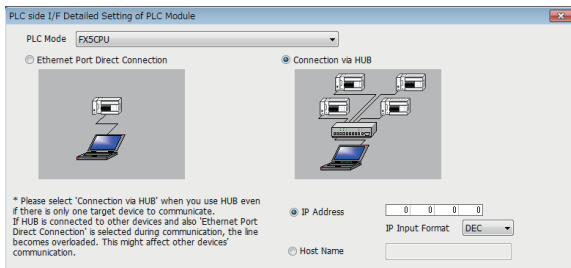 PLC side I/F Detailed Setting of PLC Module
PLC Mode FX5CPU
Ethernet Port Direct Connection
Connection via HUB
* Please select 'Connection via HUB' when you use HUB even
if there is only one target device to communicate.
If HUB is connected to other devices and also 'Ethernet Port
Direct Connection' is selected during communication, the line
becomes overloaded. This might affect other devices'
communication.
IP Address 0 0 0 0
IP Input Format DEC
Host Name